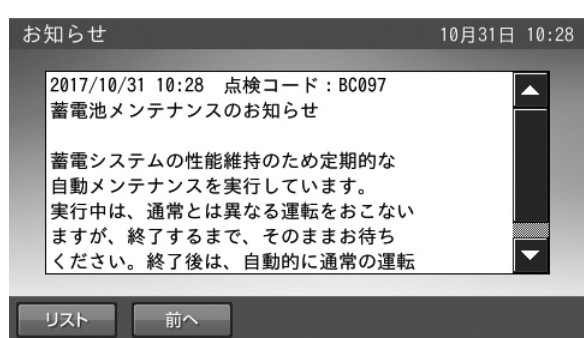 お知らせ 10月31日 10:28
2017/10/31 10:28 点検コード：BC097
蓄電池メンテナンスのお知らせ
蓄電システムの性能維持のため定期的な
自動メンテナンスを実行しています。
実行中は、通常とは異なる運転をおこない
ますが、終了するまで、そのままお待ち
ください。終了後は、自動的に通常の運転
リスト 前へ